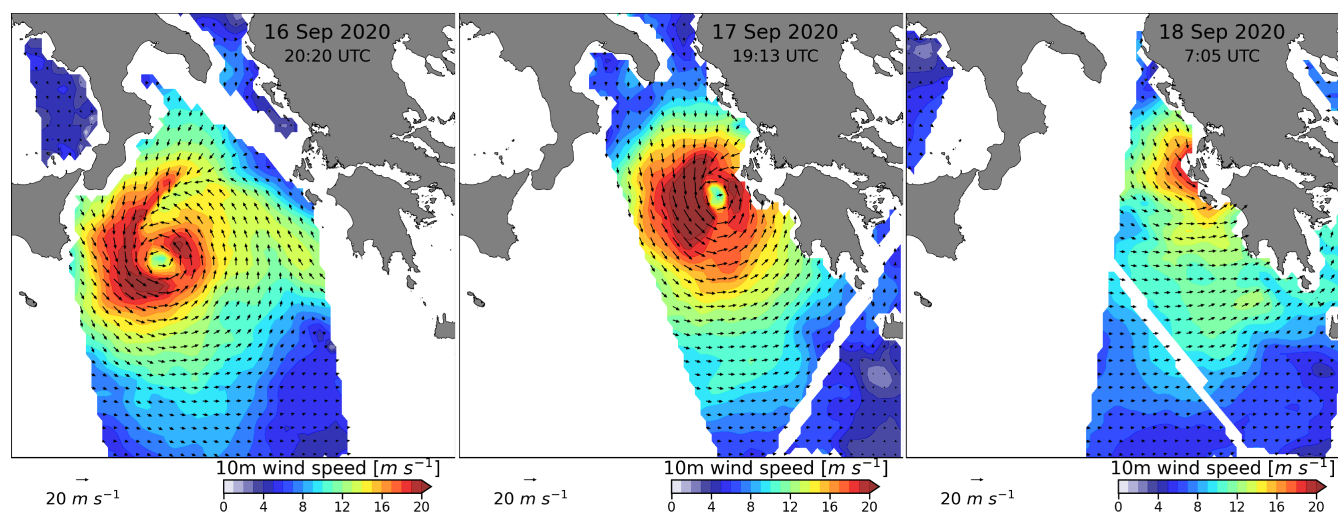 16 Sep 2020
20:20 UTC
10m wind speed [m s⁻¹]
20 m s⁻¹
0 4 8 12 16 20
17 Sep 2020
19:13 UTC
10m wind speed [m s⁻¹]
20 m s⁻¹
0 4 8 12 16 20
18 Sep 2020
7:05 UTC
10m wind speed [m s⁻¹]
20 m s⁻¹
0 4 8 12 16 20